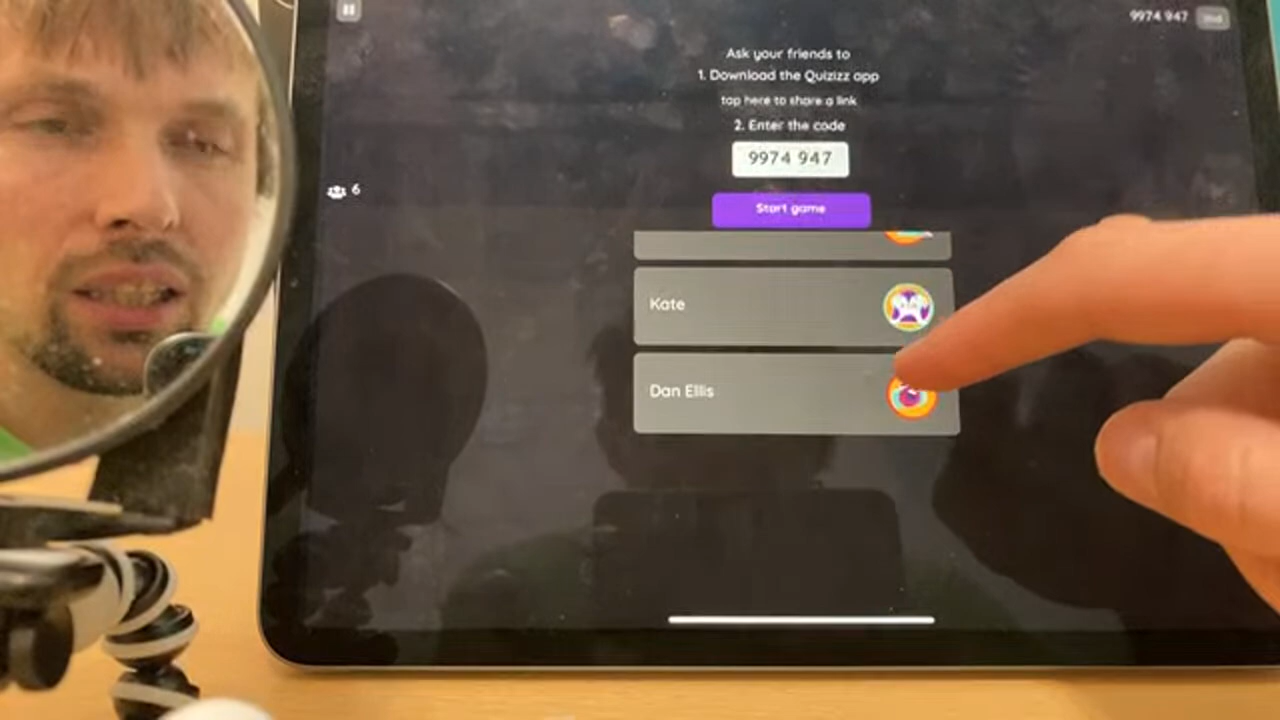 9974 947
Ask your friends to
1. Download the Quizizz app
tap here to share a link
2. Enter the code
9974 947
6
Start game
Kate
Dan Ellis